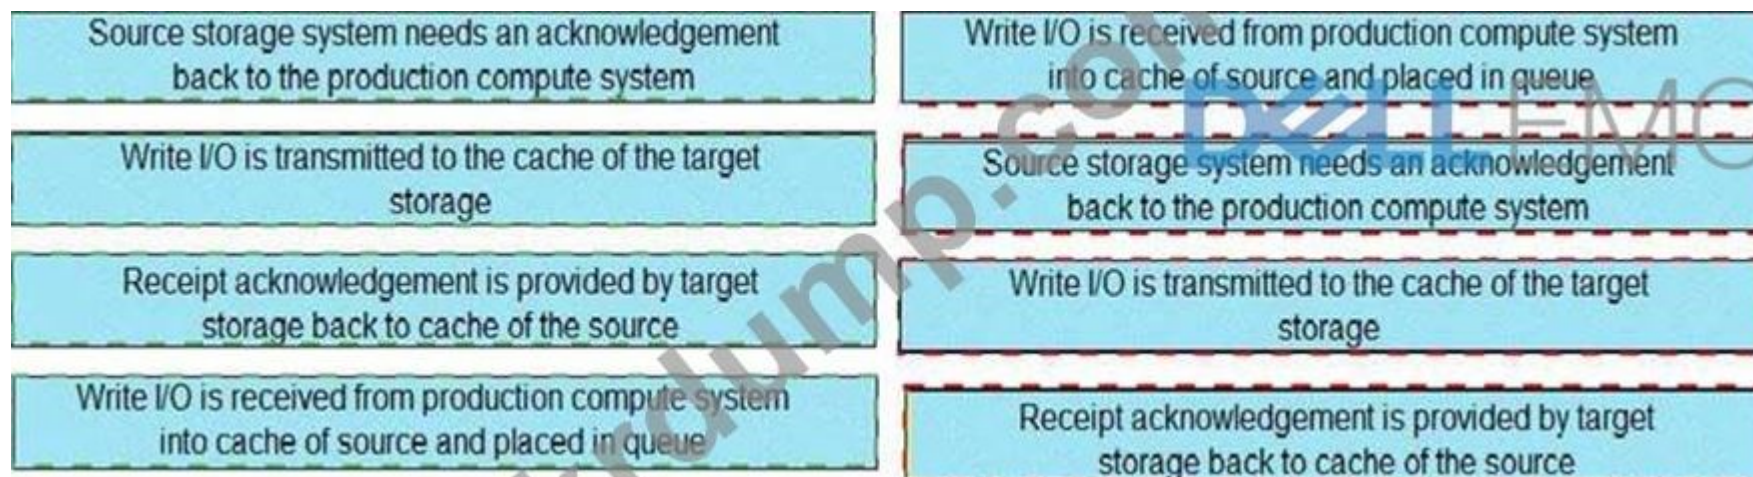 Source storage system needs an acknowledgement
back to the production compute system
Write I/O is transmitted to the cache of the target
storage
Receipt acknowledgement is provided by target
storage back to cache of the source
Write I/O is received from production compute system
into cache of source and placed in queue
Write I/O is received from production compute system
into cache of source and placed in queue
Source storage system needs an acknowledgement
back to the production compute system
Write I/O is transmitted to the cache of the target
storage
Receipt acknowledgement is provided by target
storage back to cache of the source
DELL EMC
rdump.com